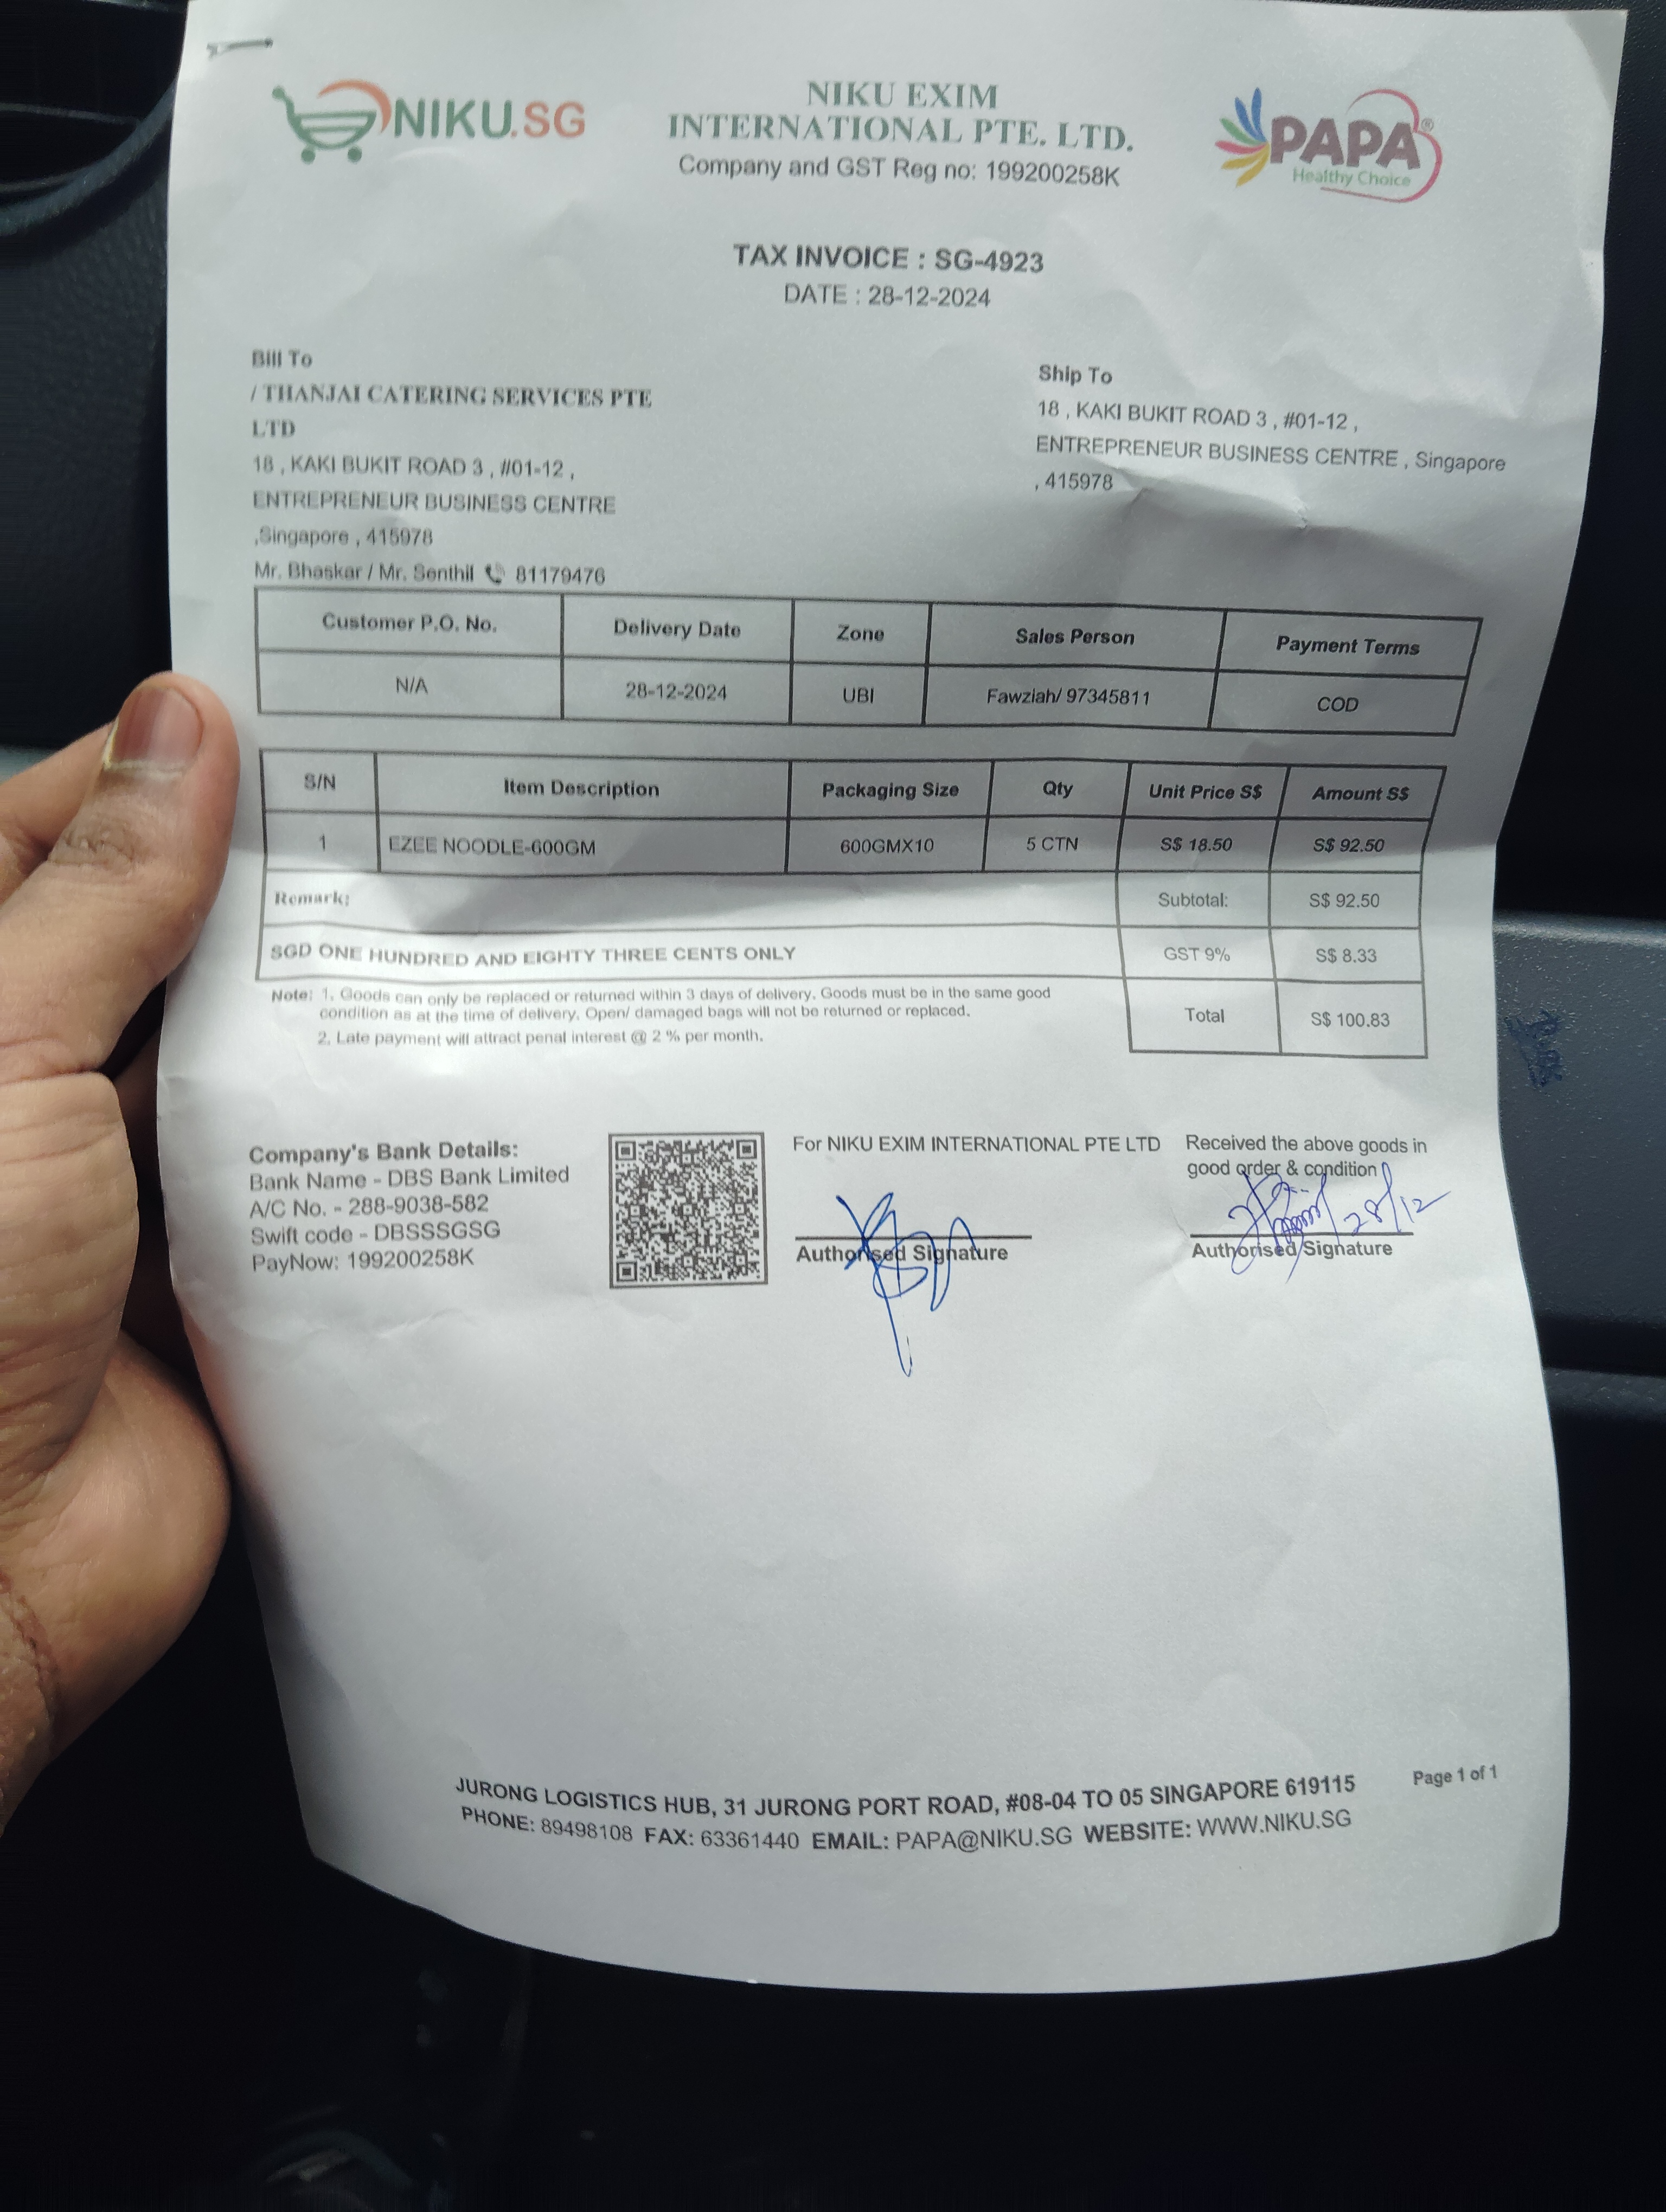 NIKU.SG
NIKU EXIM
INTERNATIONAL PTE. LTD.
Company and GST Reg no: 199200258K
PAPA®
Healthy Choice
TAX INVOICE : SG-4923
DATE : 28-12-2024
Bill To
/ THANJAI CATERING SERVICES PTE
LTD
18 , KAKI BUKIT ROAD 3 , #01-12 ,
ENTREPRENEUR BUSINESS CENTRE
,Singapore , 415978
Mr. Bhaskar / Mr. Senthil 81179476
Ship To
18 , KAKI BUKIT ROAD 3 , #01-12 ,
ENTREPRENEUR BUSINESS CENTRE , Singapore
, 415978
Customer P.O. No. Delivery Date Zone Sales Person Payment Terms
N/A 28-12-2024 UBI Fawziah/ 97345811 COD
S/N Item Description Packaging Size Qty Unit Price S$ Amount S$
1 EZEE NOODLE-600GM 600GMX10 5 CTN S$ 18.50 S$ 92.50
Remark: Subtotal: S$ 92.50
SGD ONE HUNDRED AND EIGHTY THREE CENTS ONLY GST 9% S$ 8.33
Note: 1. Goods can only be replaced or returned within 3 days of delivery. Goods must be in the same good
condition as at the time of delivery. Open/ damaged bags will not be returned or replaced.
2. Late payment will attract penal interest @ 2 % per month.
Total S$ 100.83
Company's Bank Details:
Bank Name - DBS Bank Limited
A/C No. - 288-9038-582
Swift code - DBSSSGSG
PayNow: 199200258K
For NIKU EXIM INTERNATIONAL PTE LTD
Authorised Signature
Received the above goods in
good order & condition
28/12
Authorised Signature
JURONG LOGISTICS HUB, 31 JURONG PORT ROAD, #08-04 TO 05 SINGAPORE 619115
PHONE: 89498108 FAX: 63361440 EMAIL: PAPA@NIKU.SG WEBSITE: WWW.NIKU.SG
Page 1 of 1